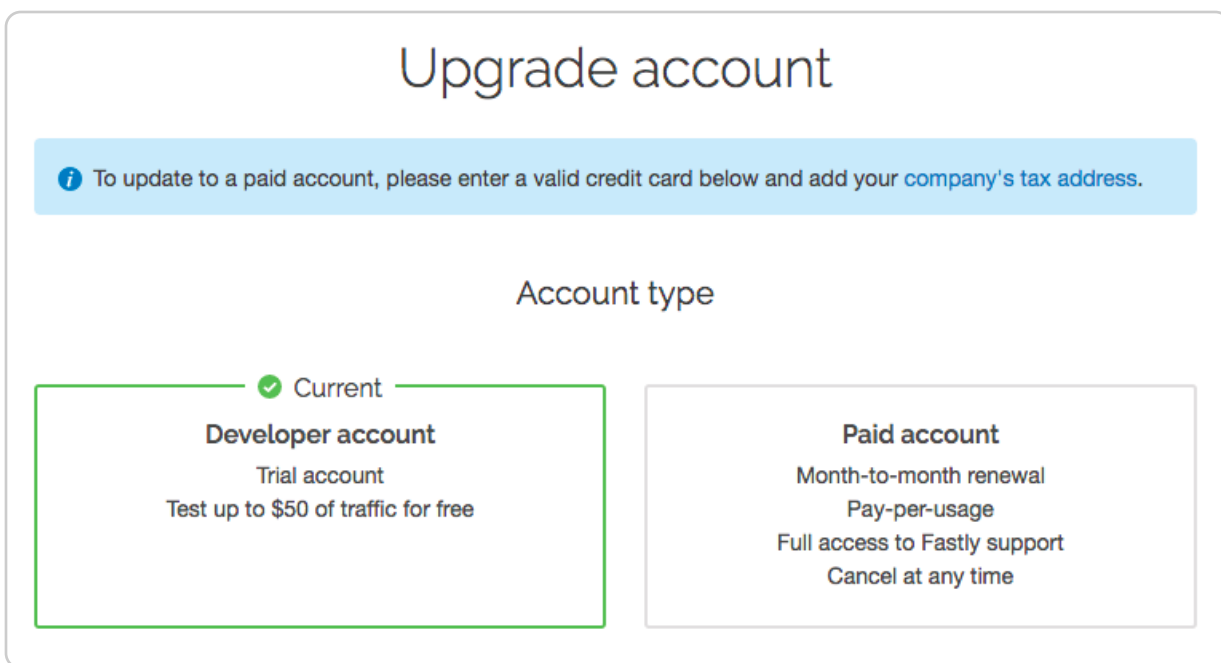 Upgrade account
To update to a paid account, please enter a valid credit card below and add your company's tax address.
Account type
Current
Developer account
Trial account
Test up to $50 of traffic for free
Paid account
Month-to-month renewal
Pay-per-usage
Full access to Fastly support
Cancel at any time